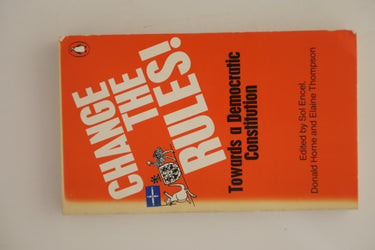 CHANGE
THE
RULES!
Towards a Democratic
Constitution
Edited by Sol Encel,
Donald Horne and Elaine Thompson